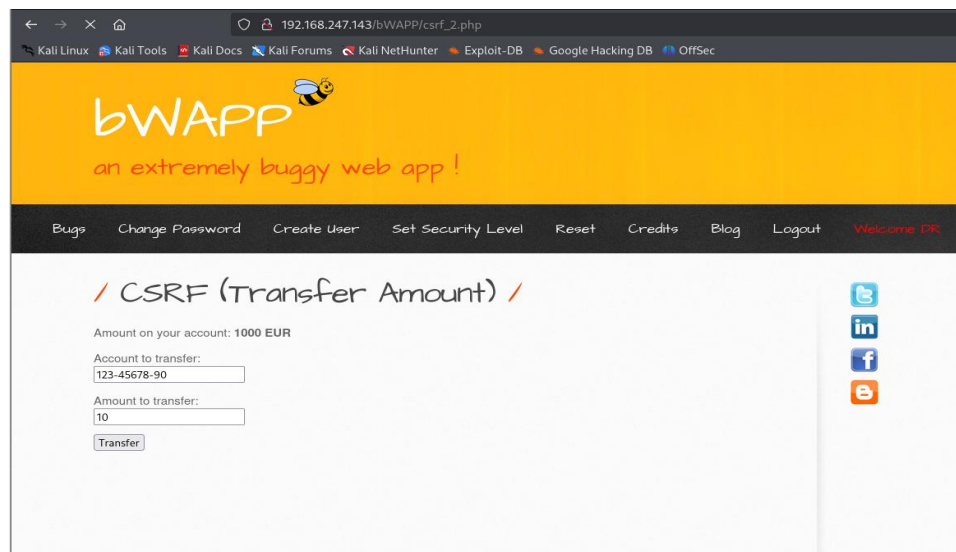 192.168.247.143/bWAPP/csrf_2.php
Kali Linux Kali Tools Kali Docs Kali Forums Kali NetHunter Exploit-DB Google Hacking DB OffSec
bWAPP
an extremely buggy web app !
Bugs Change Password Create User Set Security Level Reset Credits Blog Logout Welcome DR
/ CSRF (Transfer Amount) /
Amount on your account: 1000 EUR
Account to transfer:
123-45678-90
Amount to transfer:
10
Transfer